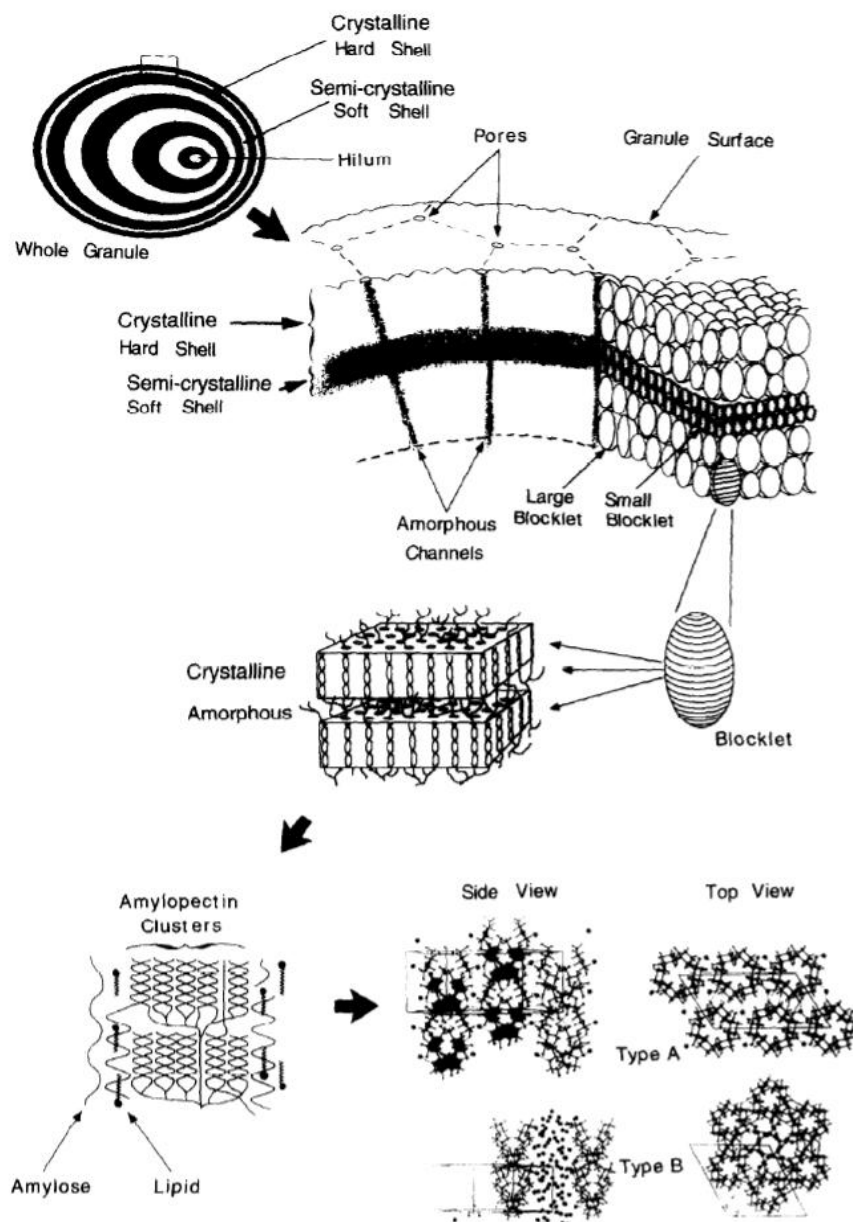 Crystalline
Hard Shell
Semi-crystalline
Soft Shell
Hilum
Whole Granule
Pores
Granule Surface
Crystalline
Hard Shell
Semi-crystalline
Soft Shell
Amorphous
Channels
Large
Blocklet
Small
Blocklet
Crystalline
Amorphous
Blocklet
Amylopectin
Clusters
Side View
Top View
Type A
Type B
Amylose
Lipid